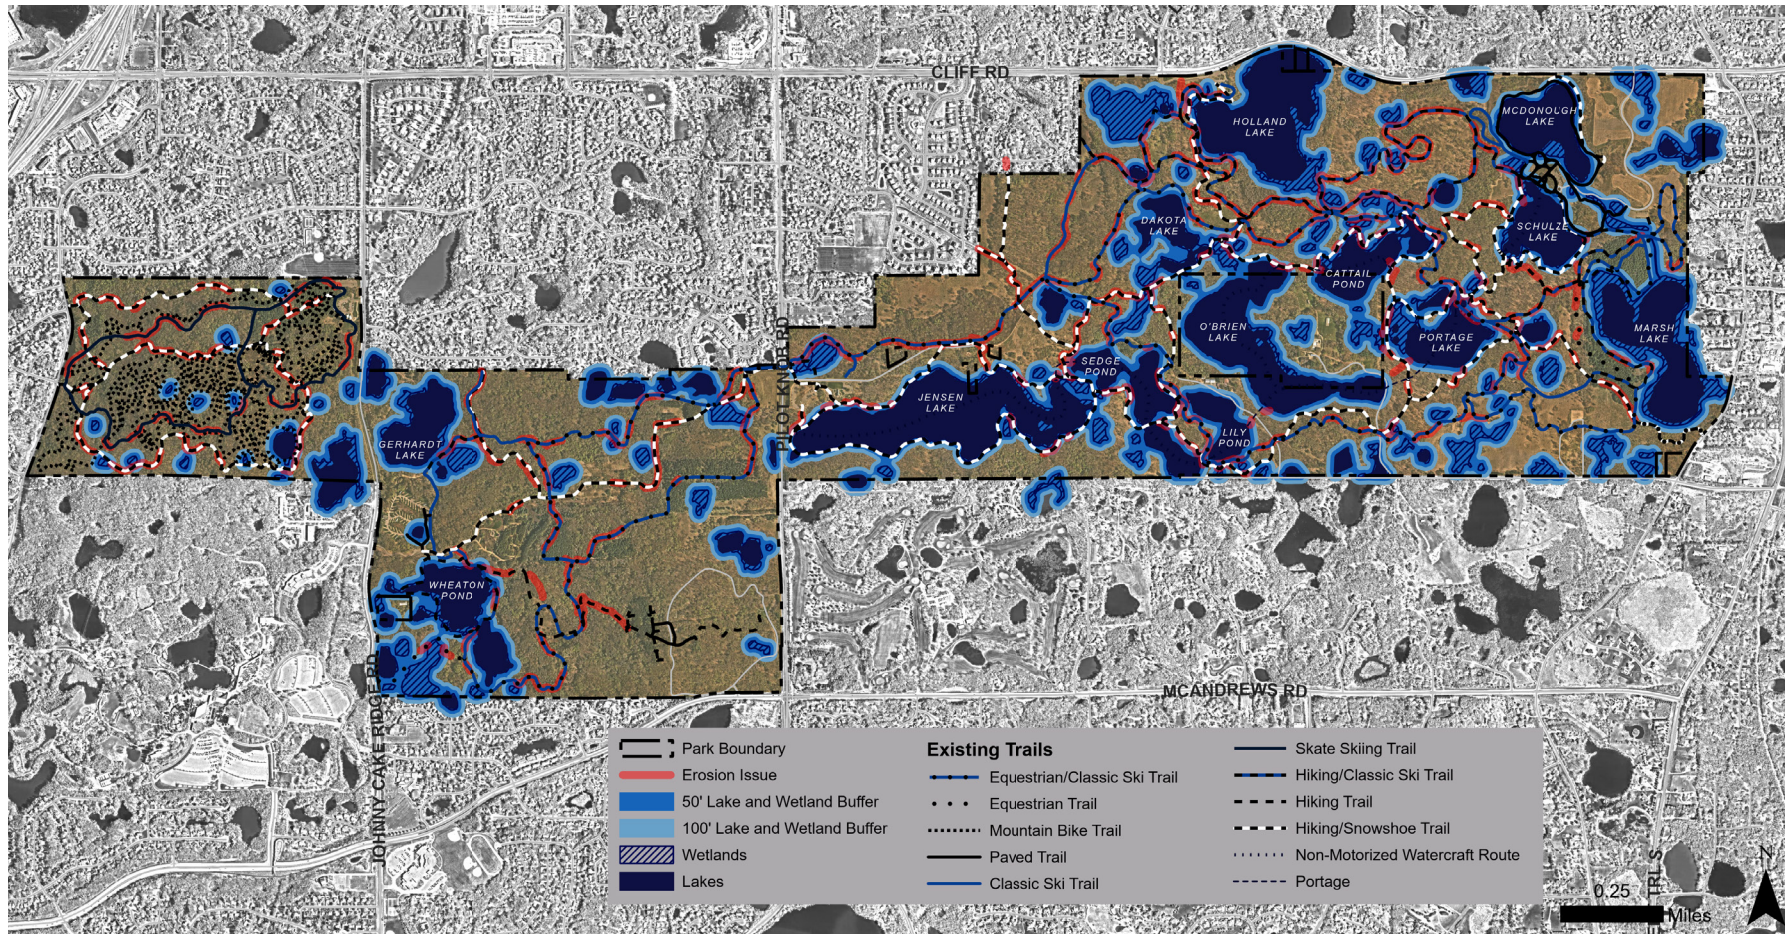 CLIFF RD
MCDONOUGH
LAKE
HOLLAND
LAKE
DAKOTA
LAKE
SCHULZE
LAKE
CATTAIL
POND
O'BRIEN
LAKE
PORTAGE
LAKE
MARSH
LAKE
PILOT KNOB RD
SEDGE
POND
JENSEN
LAKE
LILY
POND
GERHARDT
LAKE
WHEATON
POND
JOHNNY CAKE RIDGE RD
MCANDREWS RD
Park Boundary
Erosion Issue
50' Lake and Wetland Buffer
100' Lake and Wetland Buffer
Wetlands
Lakes
Existing Trails
Equestrian/Classic Ski Trail
Equestrian Trail
Mountain Bike Trail
Paved Trail
Classic Ski Trail
Skate Skiing Trail
Hiking/Classic Ski Trail
Hiking Trail
Hiking/Snowshoe Trail
Non-Motorized Watercraft Route
Portage
TRLS
0.25
Miles
N